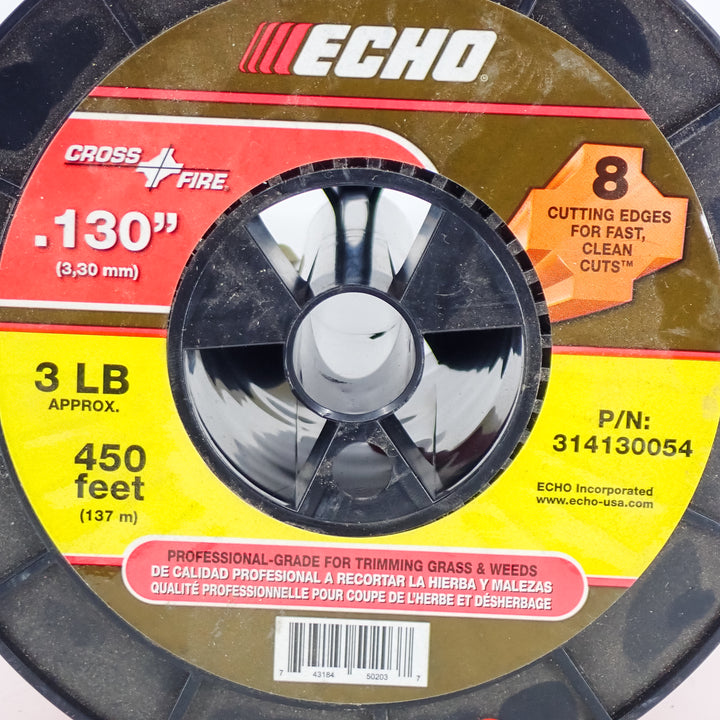 ECHO®
CROSS FIRE®
.130”
(3,30 mm)
8
CUTTING EDGES
FOR FAST,
CLEAN
CUTS™
3 LB
APPROX.
450
feet
(137 m)
P/N:
314130054
ECHO Incorporated
www.echo-usa.com
PROFESSIONAL-GRADE FOR TRIMMING GRASS & WEEDS
DE CALIDAD PROFESIONAL A RECORTAR LA HIERBA Y MALEZAS
QUALITÉ PROFESSIONNELLE POUR COUPE DE L'HERBE ET DÉSHERBAGE
7 43184 50203 7